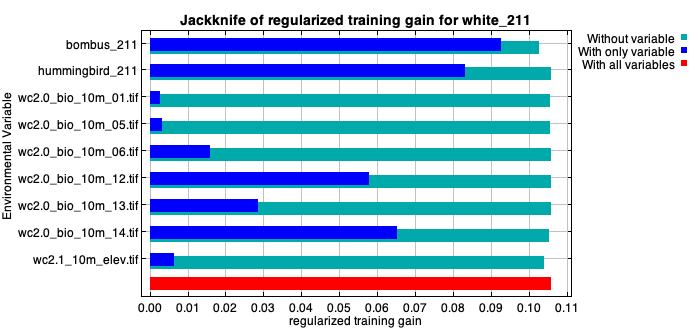 Jackknife of regularized training gain for white_211
Without variable
With only variable
With all variables
Environmental Variable
bombus_211
hummingbird_211
wc2.0_bio_10m_01.tif
wc2.0_bio_10m_05.tif
wc2.0_bio_10m_06.tif
wc2.0_bio_10m_12.tif
wc2.0_bio_10m_13.tif
wc2.0_bio_10m_14.tif
wc2.1_10m_elev.tif
0.00 0.01 0.02 0.03 0.04 0.05 0.06 0.07 0.08 0.09 0.10 0.11
regularized training gain